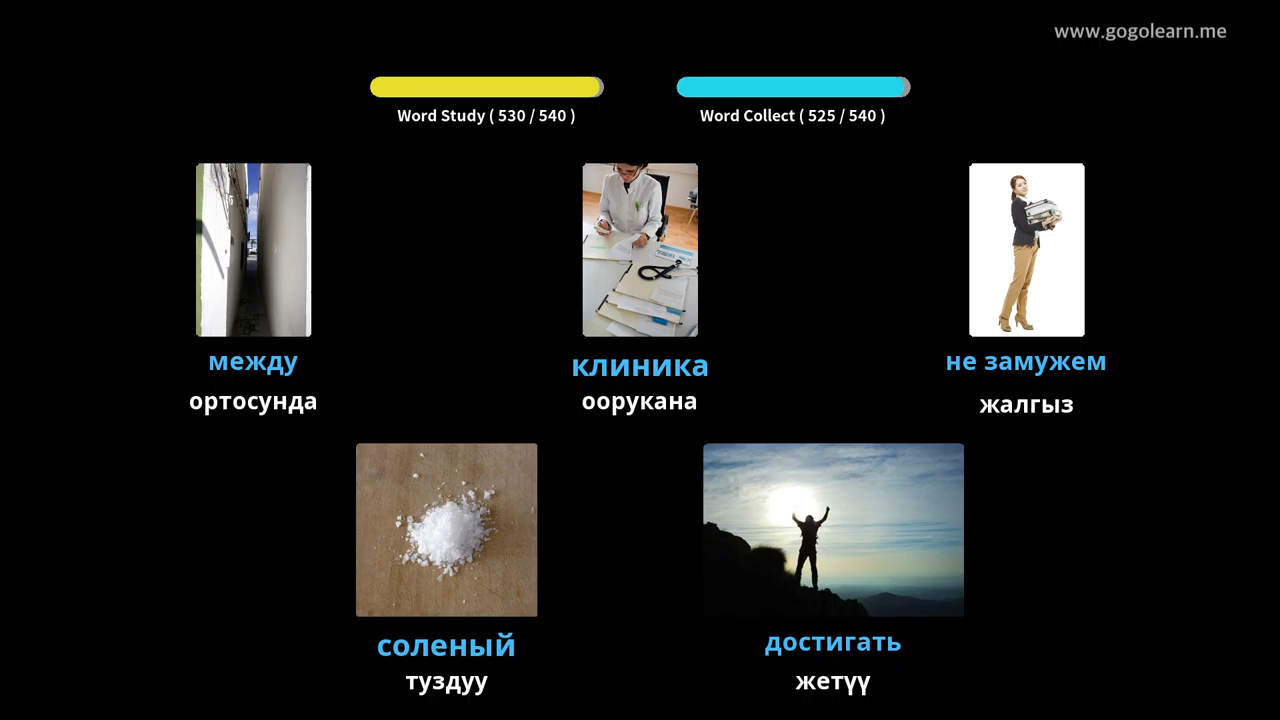 www.gogolearn.me
Word Study ( 530 / 540 )
Word Collect ( 525 / 540 )
между
ортосунда
клиника
оорукана
не замужем
жалгыз
соленый
туздуу
достигать
жетүү